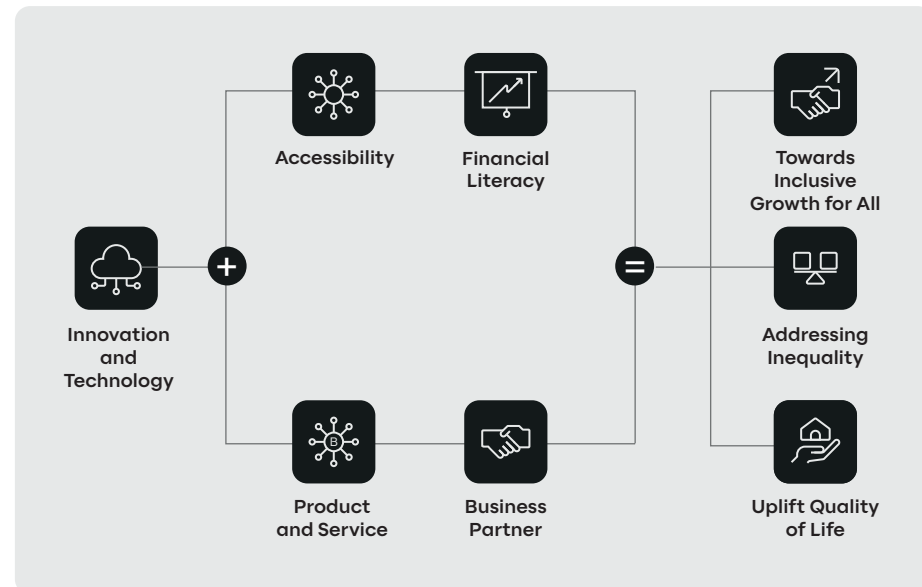 Accessibility
Financial
Literacy
Towards
Inclusive
Growth for All
+
=
Innovation
and
Technology
Addressing
Inequality
B
Product
and Service
Business
Partner
Uplift Quality
of Life